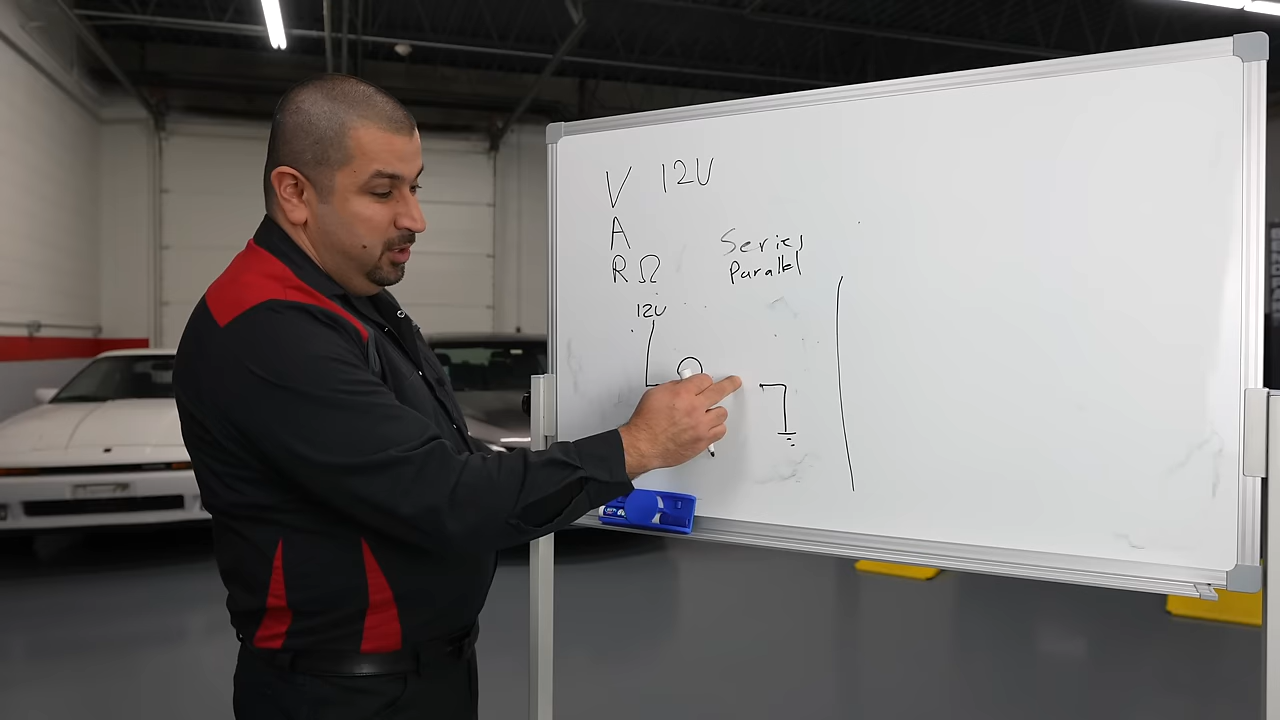 V 12V
A
R Ω
Series
Parallel
12V